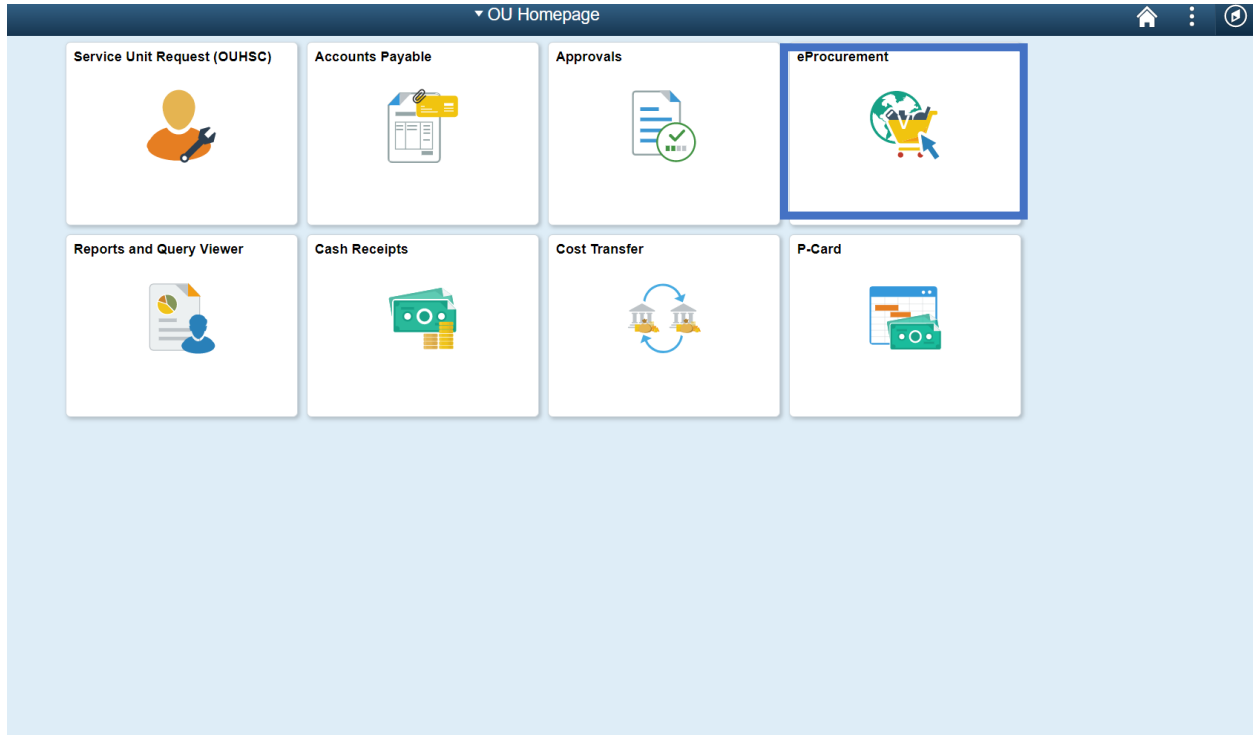 OU Homepage
Service Unit Request (OUHSC)
Accounts Payable
Approvals
eProcurement
Reports and Query Viewer
Cash Receipts
Cost Transfer
P-Card